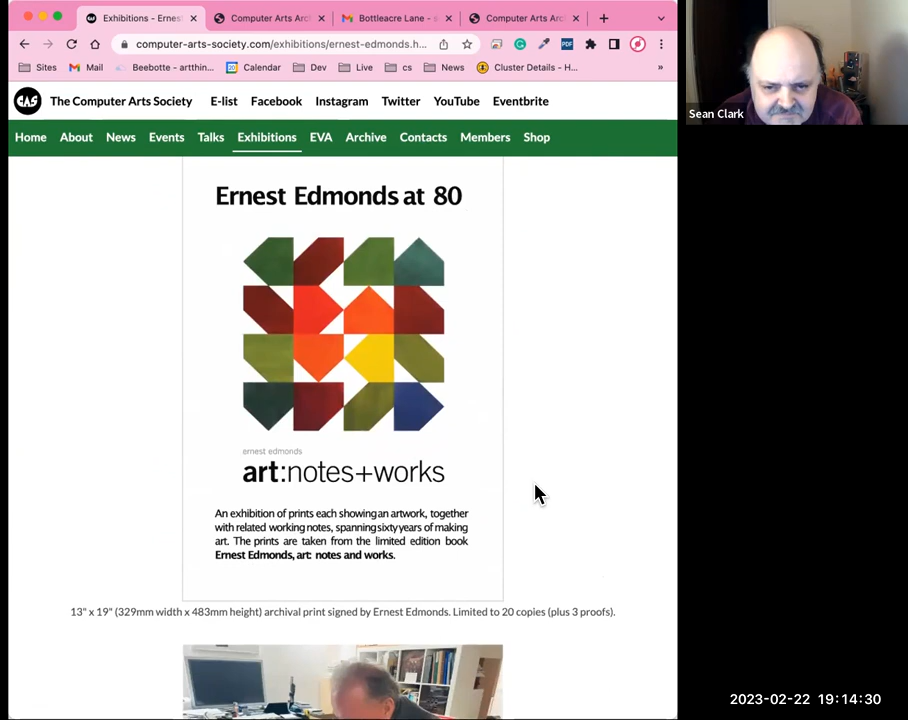 Exhibitions - Ernes
Computer Arts Arc
Bottleacre Lane - s
Computer Arts Arc
computer-arts-society.com/exhibitions/ernest-edmonds.h...
Sites
Mail
Beebotte - artthin...
Calendar
Dev
Live
cs
News
Cluster Details - H...
CAS
The Computer Arts Society
E-list
Facebook
Instagram
Twitter
YouTube
Eventbrite
Home
About
News
Events
Talks
Exhibitions
EVA
Archive
Contacts
Members
Shop
Ernest Edmonds at 80
ernest edmonds
art:notes+works
An exhibition of prints each showing an artwork, together
with related working notes, spanning sixty years of making
art. The prints are taken from the limited edition book
Ernest Edmonds, art: notes and works.
13" x 19" (329mm width x 483mm height) archival print signed by Ernest Edmonds. Limited to 20 copies (plus 3 proofs).
Sean Clark
2023-02-22 19:14:30